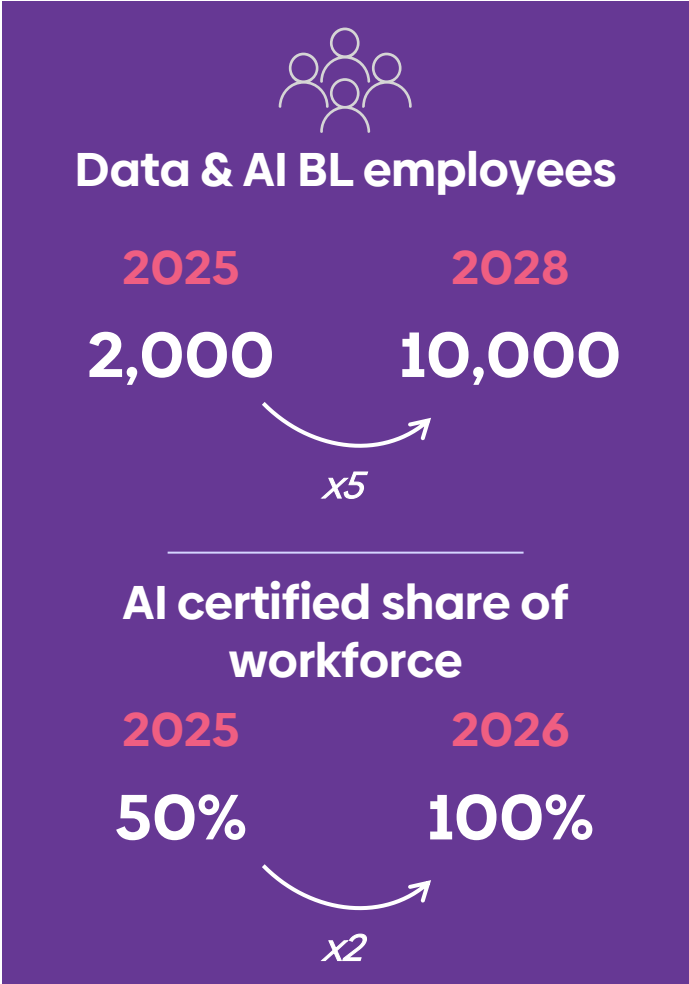 Data & AI BL employees
2025 2028
2,000 10,000
x5
AI certified share of
workforce
2025 2026
50% 100%
x2